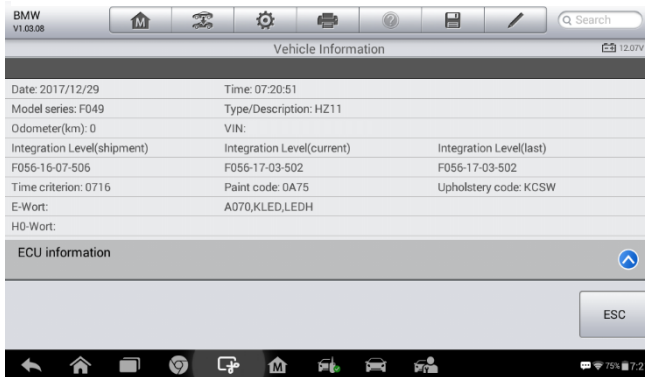 BMW
V1.03.08
M
Search
Vehicle Information
12.07V
Date: 2017/12/29 Time: 07:20:51
Model series: F049 Type/Description: HZ11
Odometer(km): 0 VIN:
Integration Level(shipment) Integration Level(current) Integration Level(last)
F056-16-07-506 F056-17-03-502 F056-17-03-502
Time criterion: 0716 Paint code: 0A75 Upholstery code: KCSW
E-Wort: A070,KLED,LEDH
H0-Wort:
ECU information
ESC
M 75% 7:2